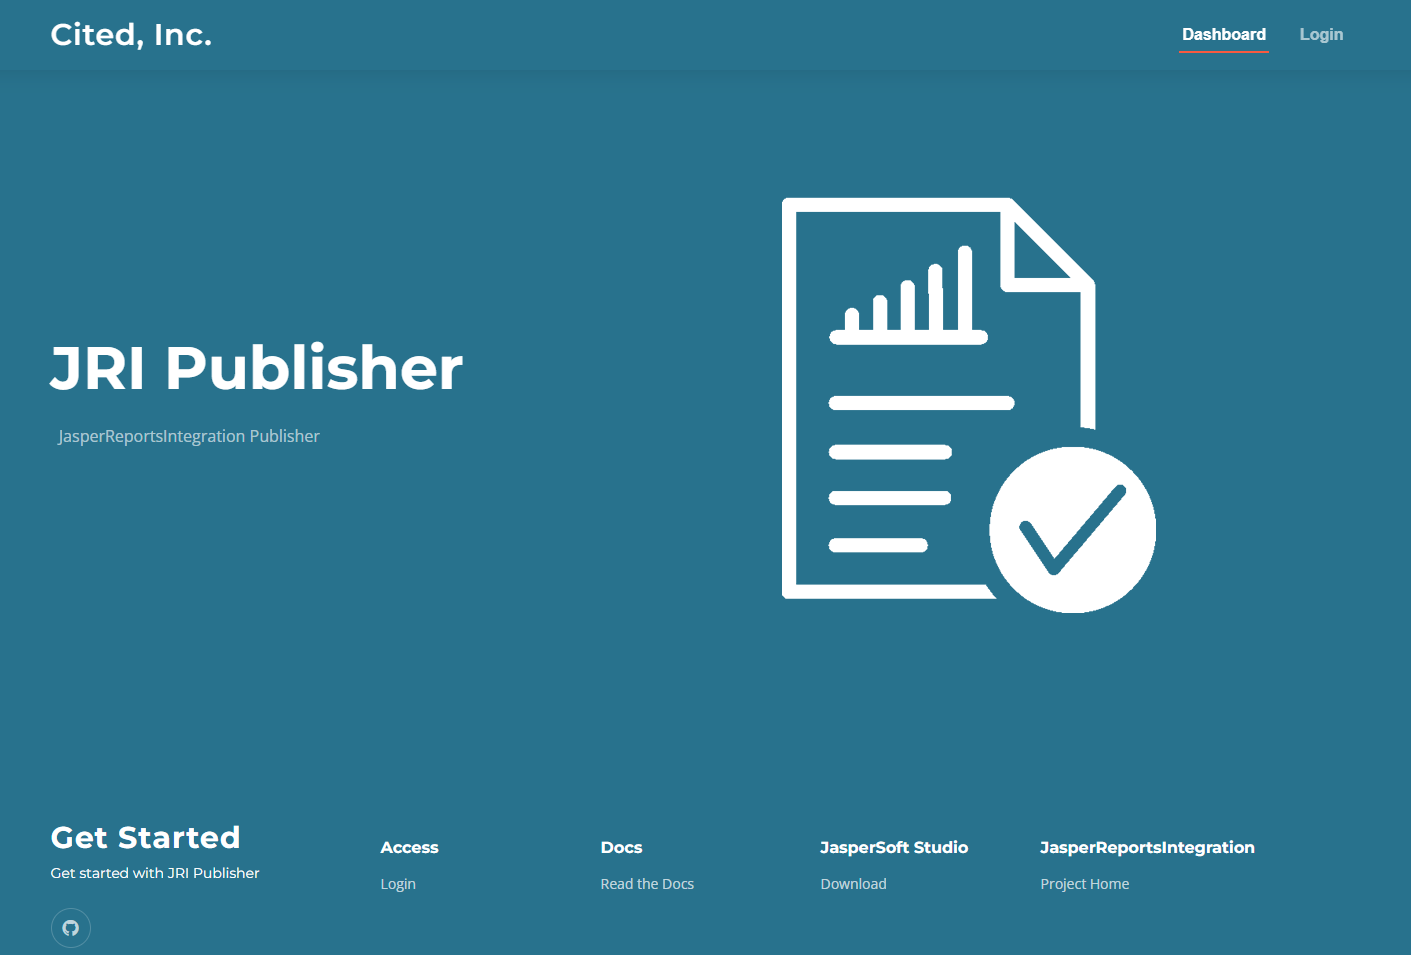 Cited, Inc.
Dashboard Login
JRI Publisher
JasperReportsIntegration Publisher
Get Started
Get started with JRI Publisher
Access
Login
Docs
Read the Docs
JasperSoft Studio
Download
JasperReportsIntegration
Project Home